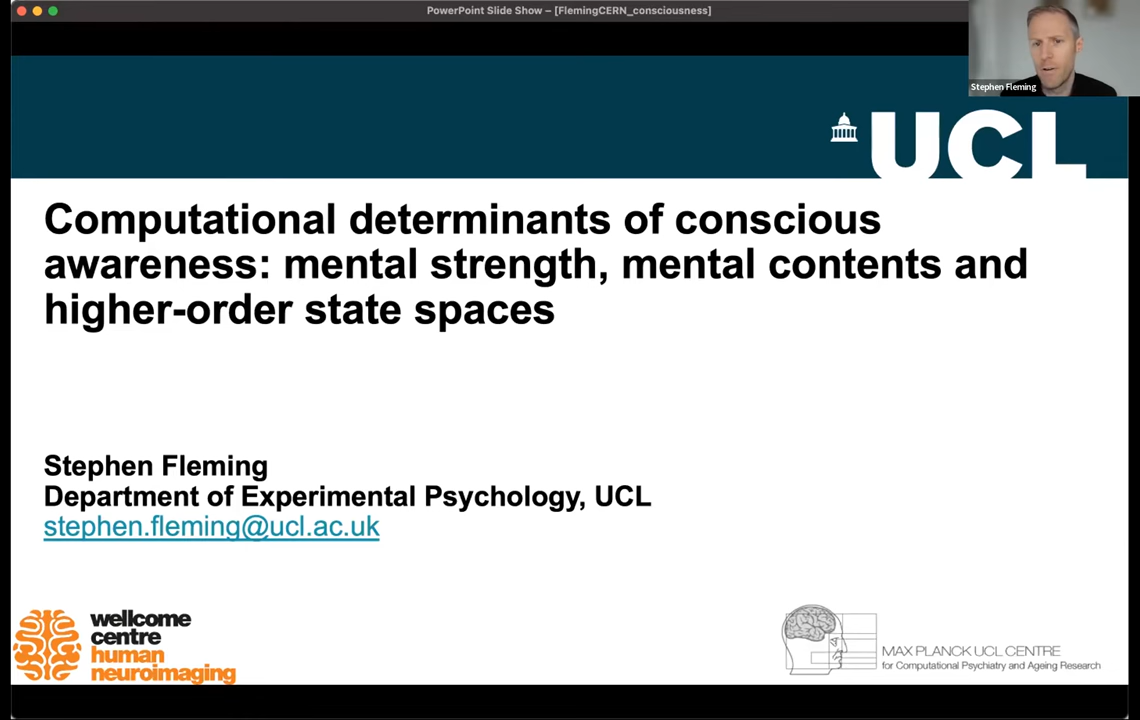 PowerPoint Slide Show – [FlemingCERN_consciousness]
Stephen Fleming
UCL
Computational determinants of conscious
awareness: mental strength, mental contents and
higher-order state spaces
Stephen Fleming
Department of Experimental Psychology, UCL
stephen.fleming@ucl.ac.uk
wellcome
centre
human
neuroimaging
MAX PLANCK UCL CENTRE
for Computational Psychiatry and Ageing Research